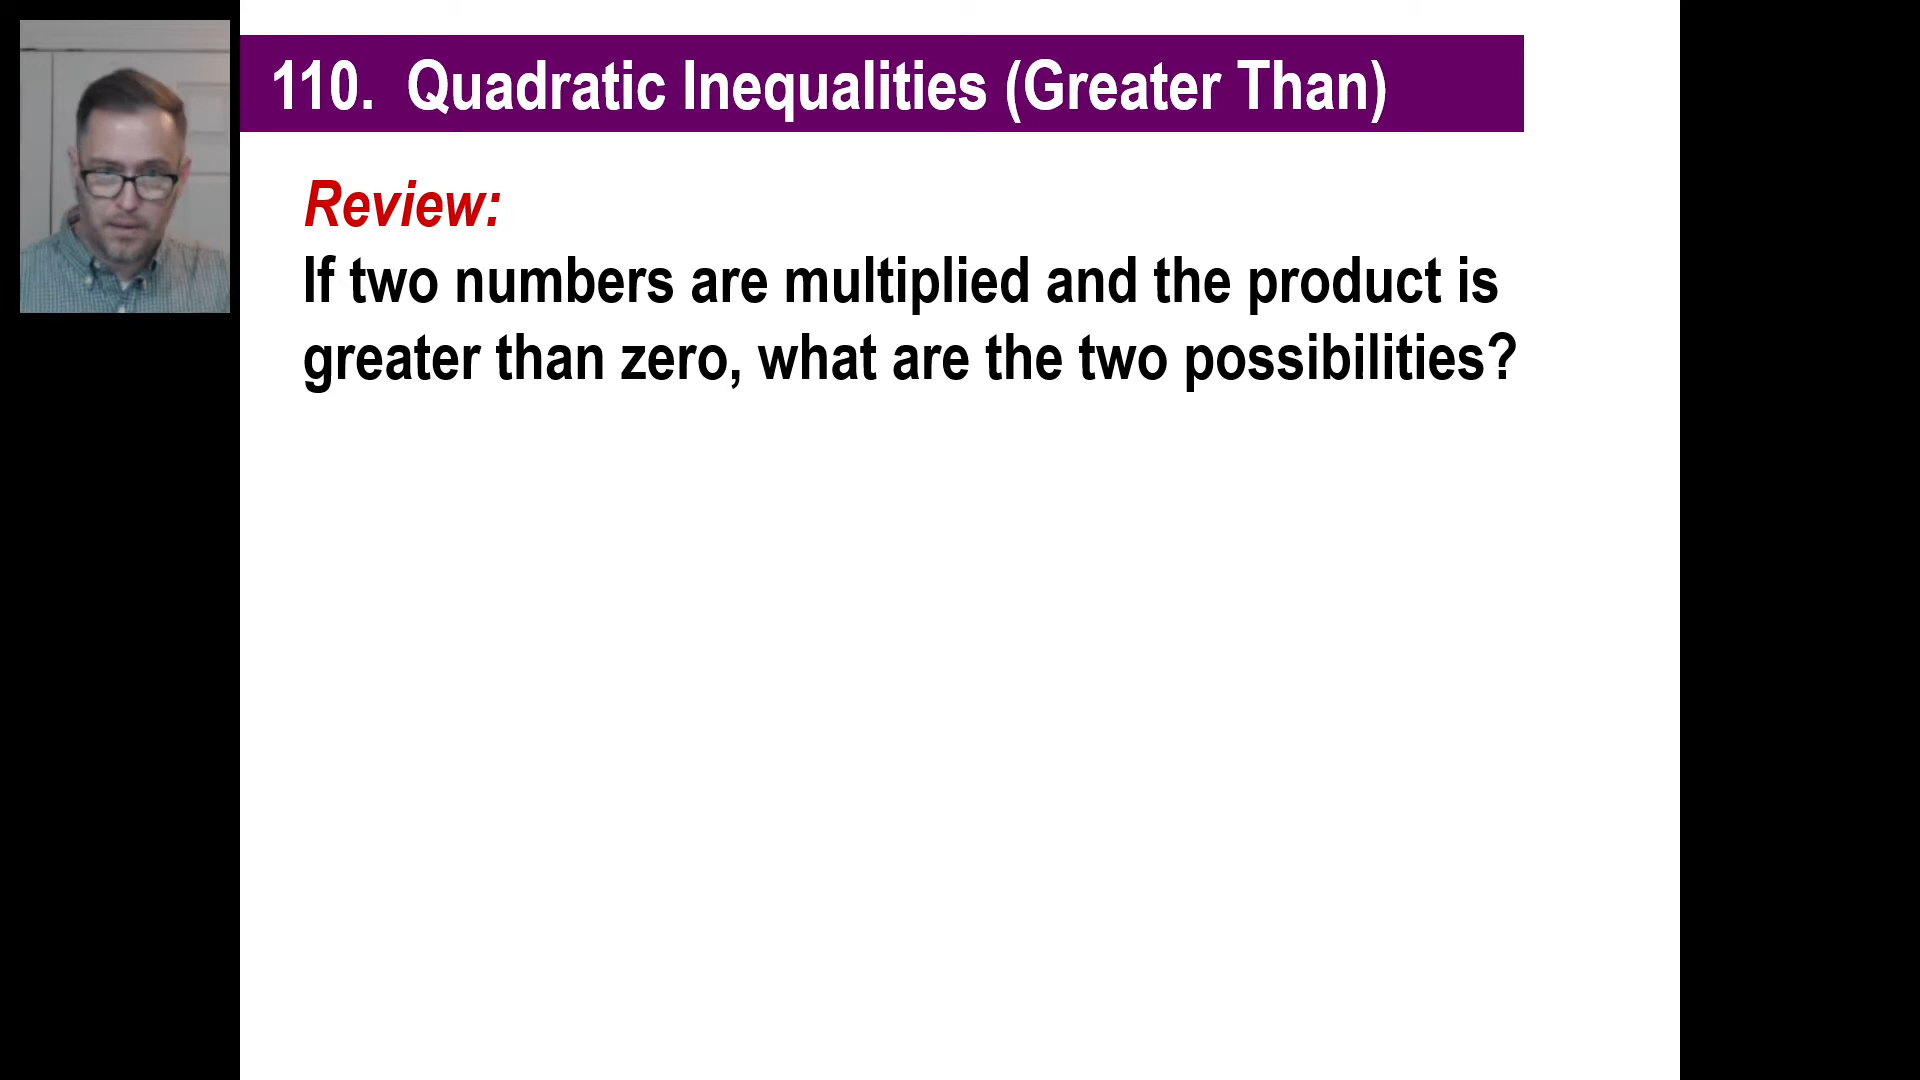 110. Quadratic Inequalities (Greater Than)
Review:
If two numbers are multiplied and the product is
greater than zero, what are the two possibilities?